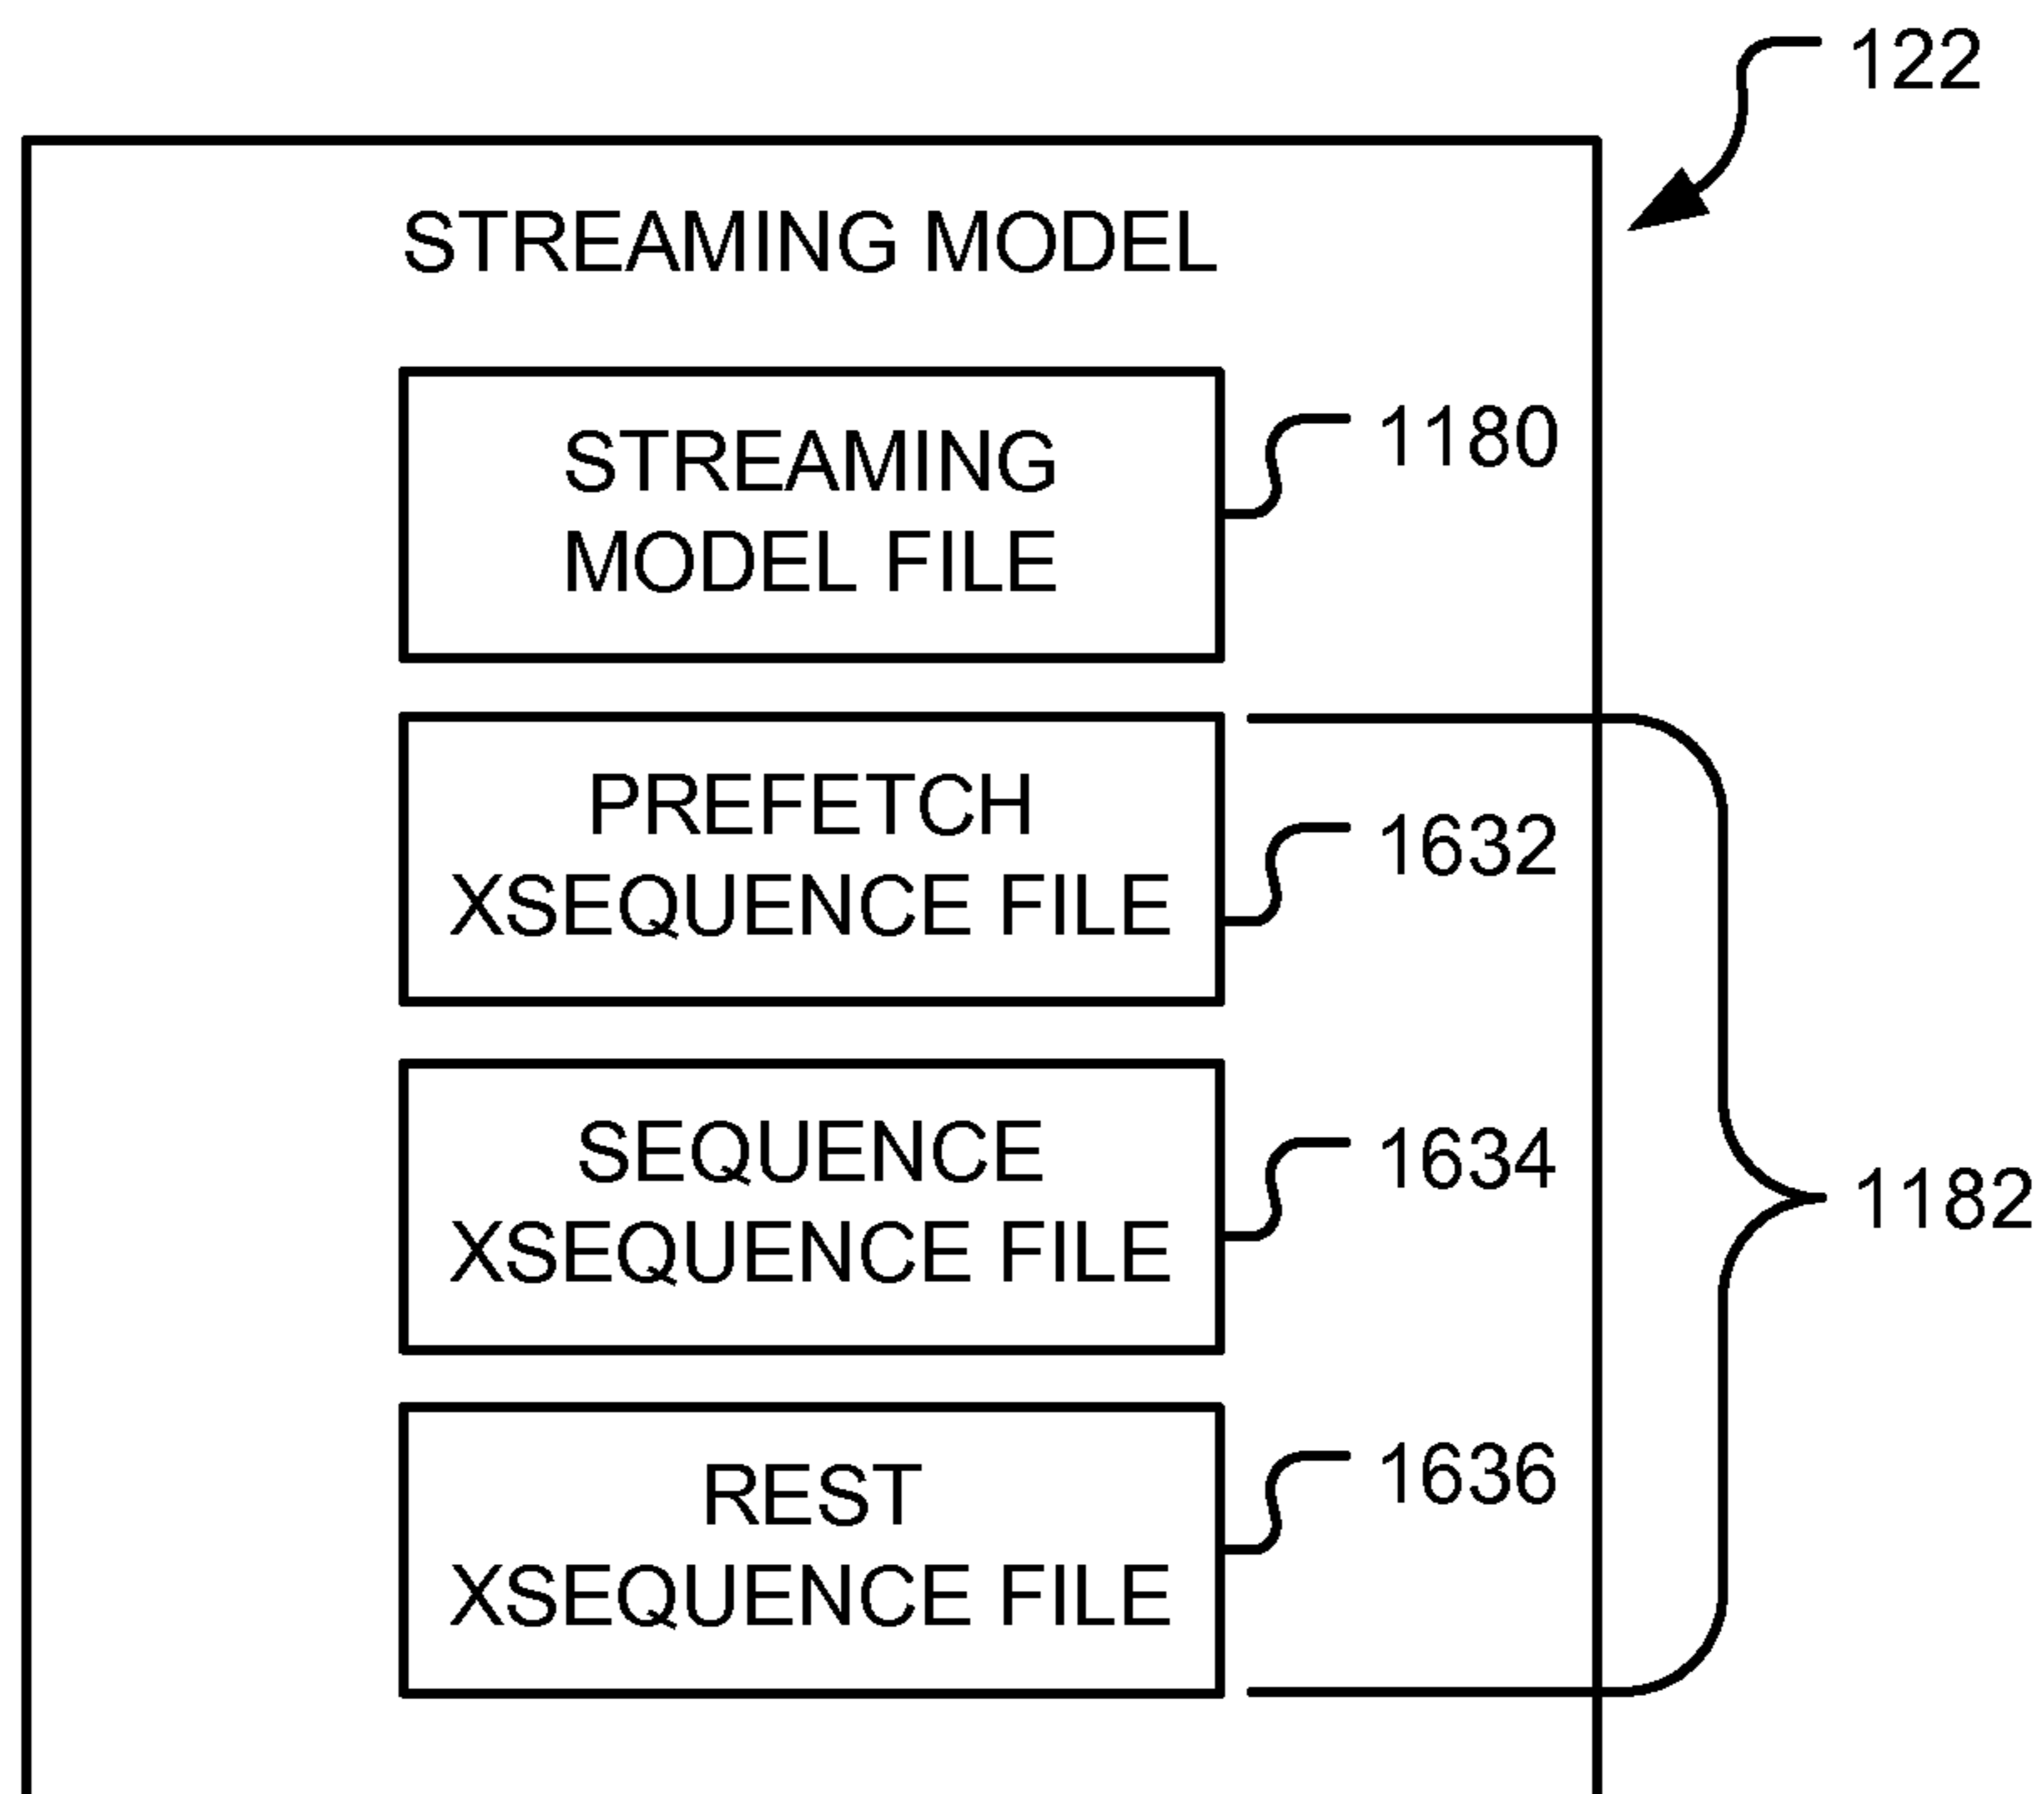 122
STREAMING MODEL
STREAMING
MODEL FILE
1180
PREFETCH
XSEQUENCE FILE
1632
SEQUENCE
XSEQUENCE FILE
1634
1182
REST
XSEQUENCE FILE
1636